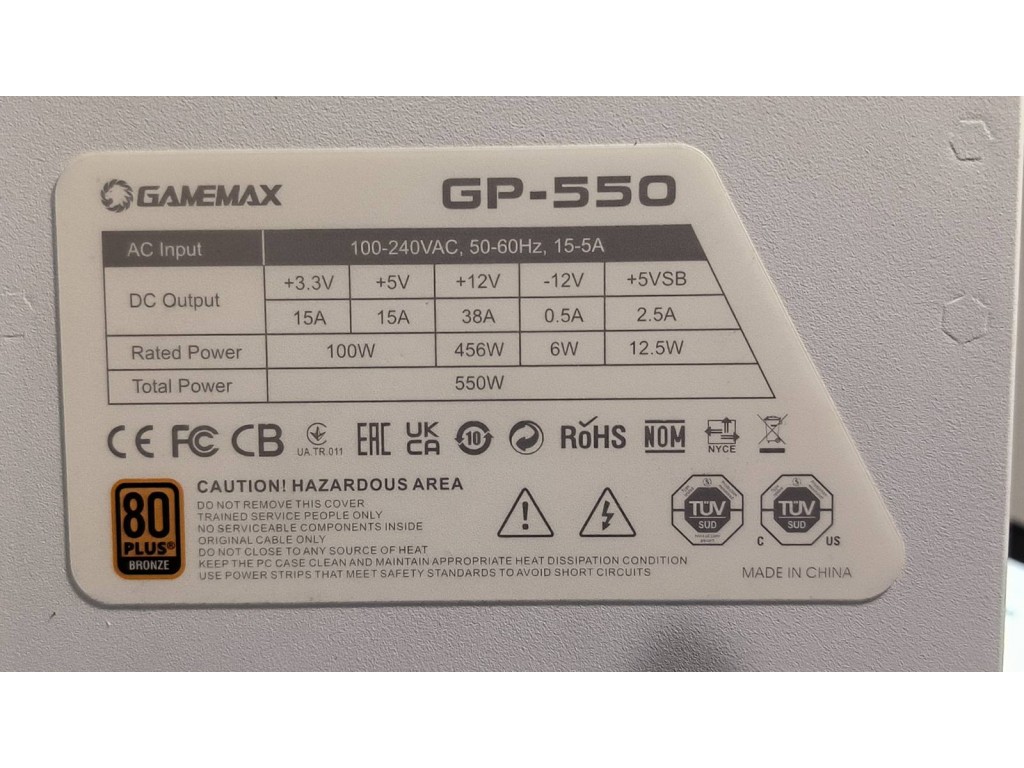 GAMEMAX GP-550
AC Input 100-240VAC, 50-60Hz, 15-5A
DC Output +3.3V +5V +12V -12V +5VSB
15A 15A 38A 0.5A 2.5A
Rated Power 100W 456W 6W 12.5W
Total Power 550W
CE FC CB UA.TR.011 EAC UK CA 10 RoHS NOM NYCE
80 PLUS® BRONZE
CAUTION! HAZARDOUS AREA
DO NOT REMOVE THIS COVER
TRAINED SERVICE PEOPLE ONLY
NO SERVICEABLE COMPONENTS INSIDE
ORIGINAL CABLE ONLY
DO NOT CLOSE TO ANY SOURCE OF HEAT
KEEP THE PC CASE CLEAN AND MAINTAIN APPROPRIATE HEAT DISSIPATION CONDITION
USE POWER STRIPS THAT MEET SAFETY STANDARDS TO AVOID SHORT CIRCUITS
TÜV SÜD
C TÜV SUD US
MADE IN CHINA